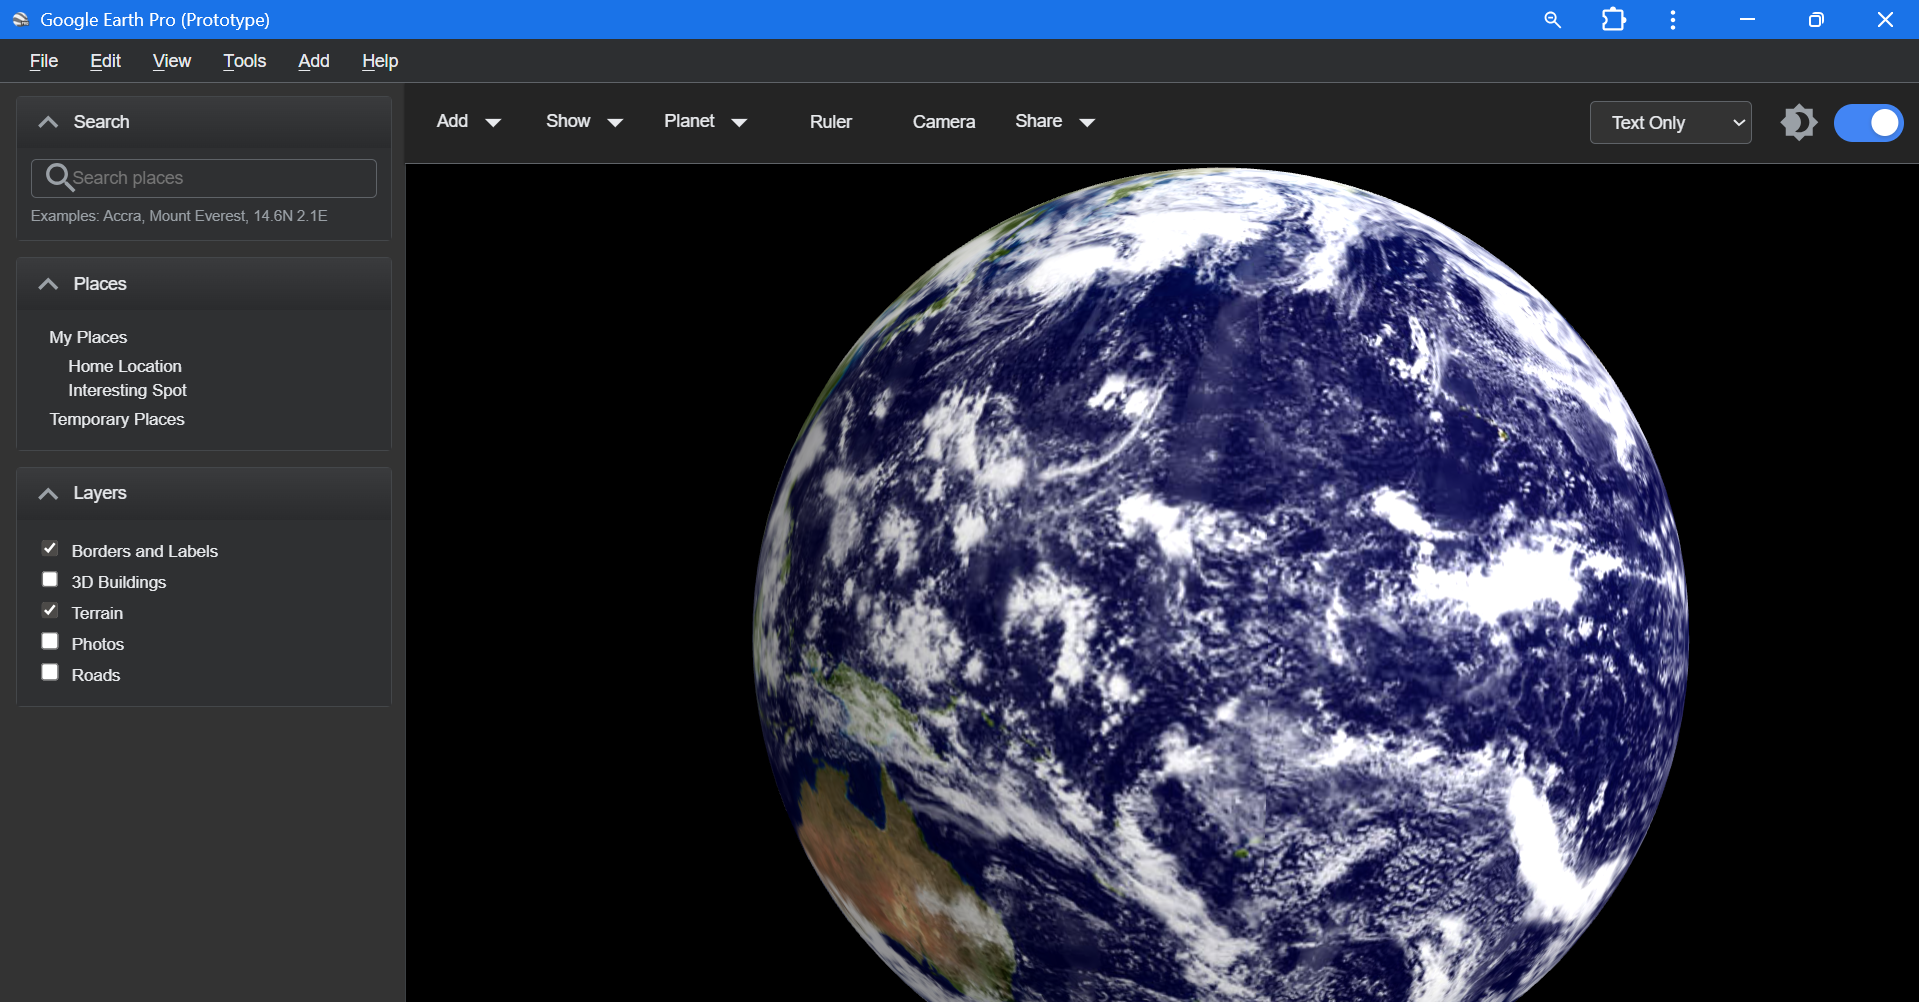 Google Earth Pro (Prototype)
File Edit View Tools Add Help
Search
Search places
Examples: Accra, Mount Everest, 14.6N 2.1E
Places
My Places
Home Location
Interesting Spot
Temporary Places
Layers
Borders and Labels
3D Buildings
Terrain
Photos
Roads
Add Show Planet Ruler Camera Share Text Only